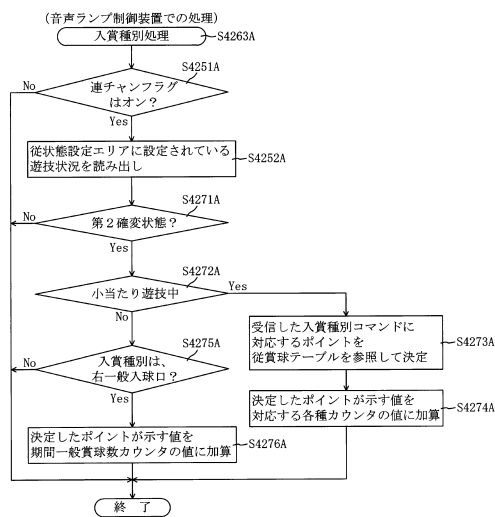 (音声ランプ制御装置での処理)
入賞種別処理
S4263A
S4251A
連チャンフラグ
はオン?
No
Yes
従状態設定エリアに設定されている
遊技状況を読み出し
S4252A
S4271A
第2確変状態?
No
Yes
S4272A
小当たり遊技中
Yes
No
受信した入賞種別コマンドに
対応するポイントを
従賞球テーブルを参照して決定
S4273A
S4275A
入賞種別は、
右一般入球口?
No
Yes
決定したポイントが示す値を
対応する各種カウンタの値に加算
S4274A
決定したポイントが示す値を
期間一般賞球数カウンタの値に加算
S4276A
終 了